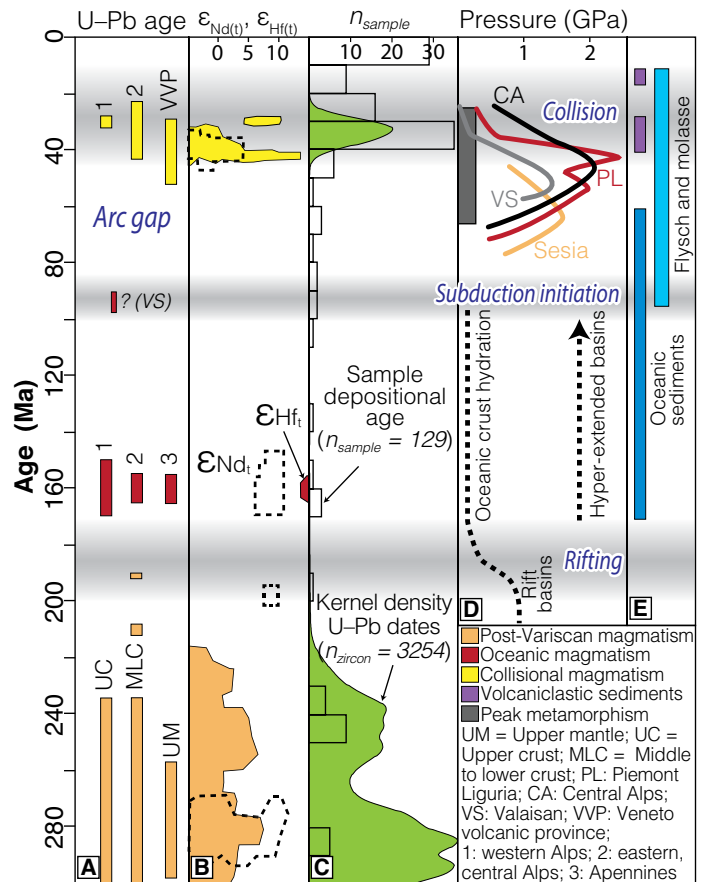 U–Pb age
εNd(t), εHf(t)
nsample
Pressure (GPa)
0 5 10
10 20 30
1 2
0
40
80
120
160
200
240
280
Age (Ma)
1
2
VVP
Arc gap
? (VS)
1
2
3
UC
MLC
UM
A
εNdt
εHft
B
Sample
depositional
age
(nsample = 129)
Kernel density
U–Pb dates
(nzircon = 3254)
C
CA
Collision
PL
VS
Sesia
Subduction initiation
Oceanic crust hydration
Hyper-extended basins
Rifting
Rift
basins
D
Flysch and molasse
Oceanic
sediments
E
Post-Variscan magmatism
Oceanic magmatism
Collisional magmatism
Volcaniclastic sediments
Peak metamorphism
UM = Upper mantle; UC =
Upper crust; MLC = Middle
to lower crust; PL: Piemont
Liguria; CA: Central Alps;
VS: Valaisan; VVP: Veneto
volcanic province;
1: western Alps; 2: eastern,
central Alps; 3: Apennines